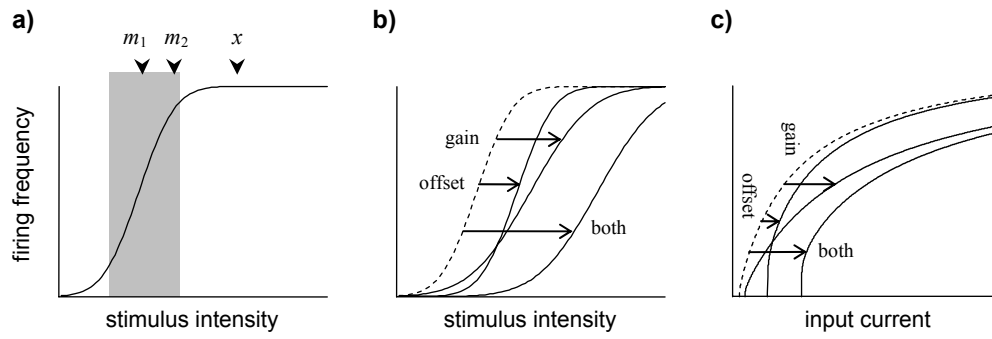 a)
m1 m2 x
firing frequency
stimulus intensity
b)
gain
offset
both
stimulus intensity
c)
gain
offset
both
input current